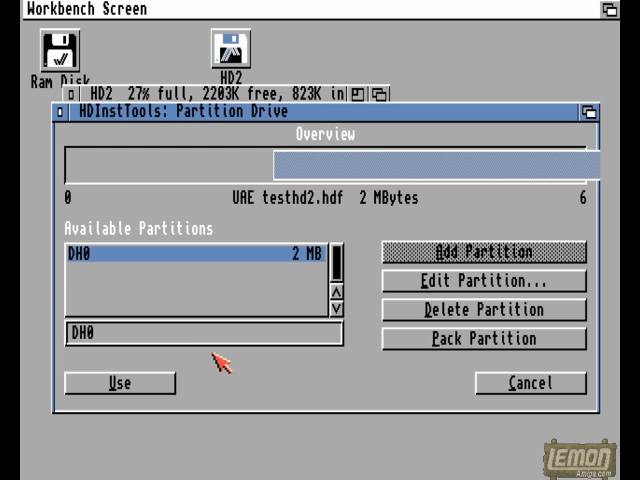 Workbench Screen
Ram Disk
HD2
HD2 27% full, 2203K free, 823K in
HDInstTools: Partition Drive
Overview
0 UAE testhd2.hdf 2 MBytes 6
Available Partitions
DH0 2 MB
DH0
Add Partition
Edit Partition...
Delete Partition
Pack Partition
Use
Cancel
LEMON
Amiga.com